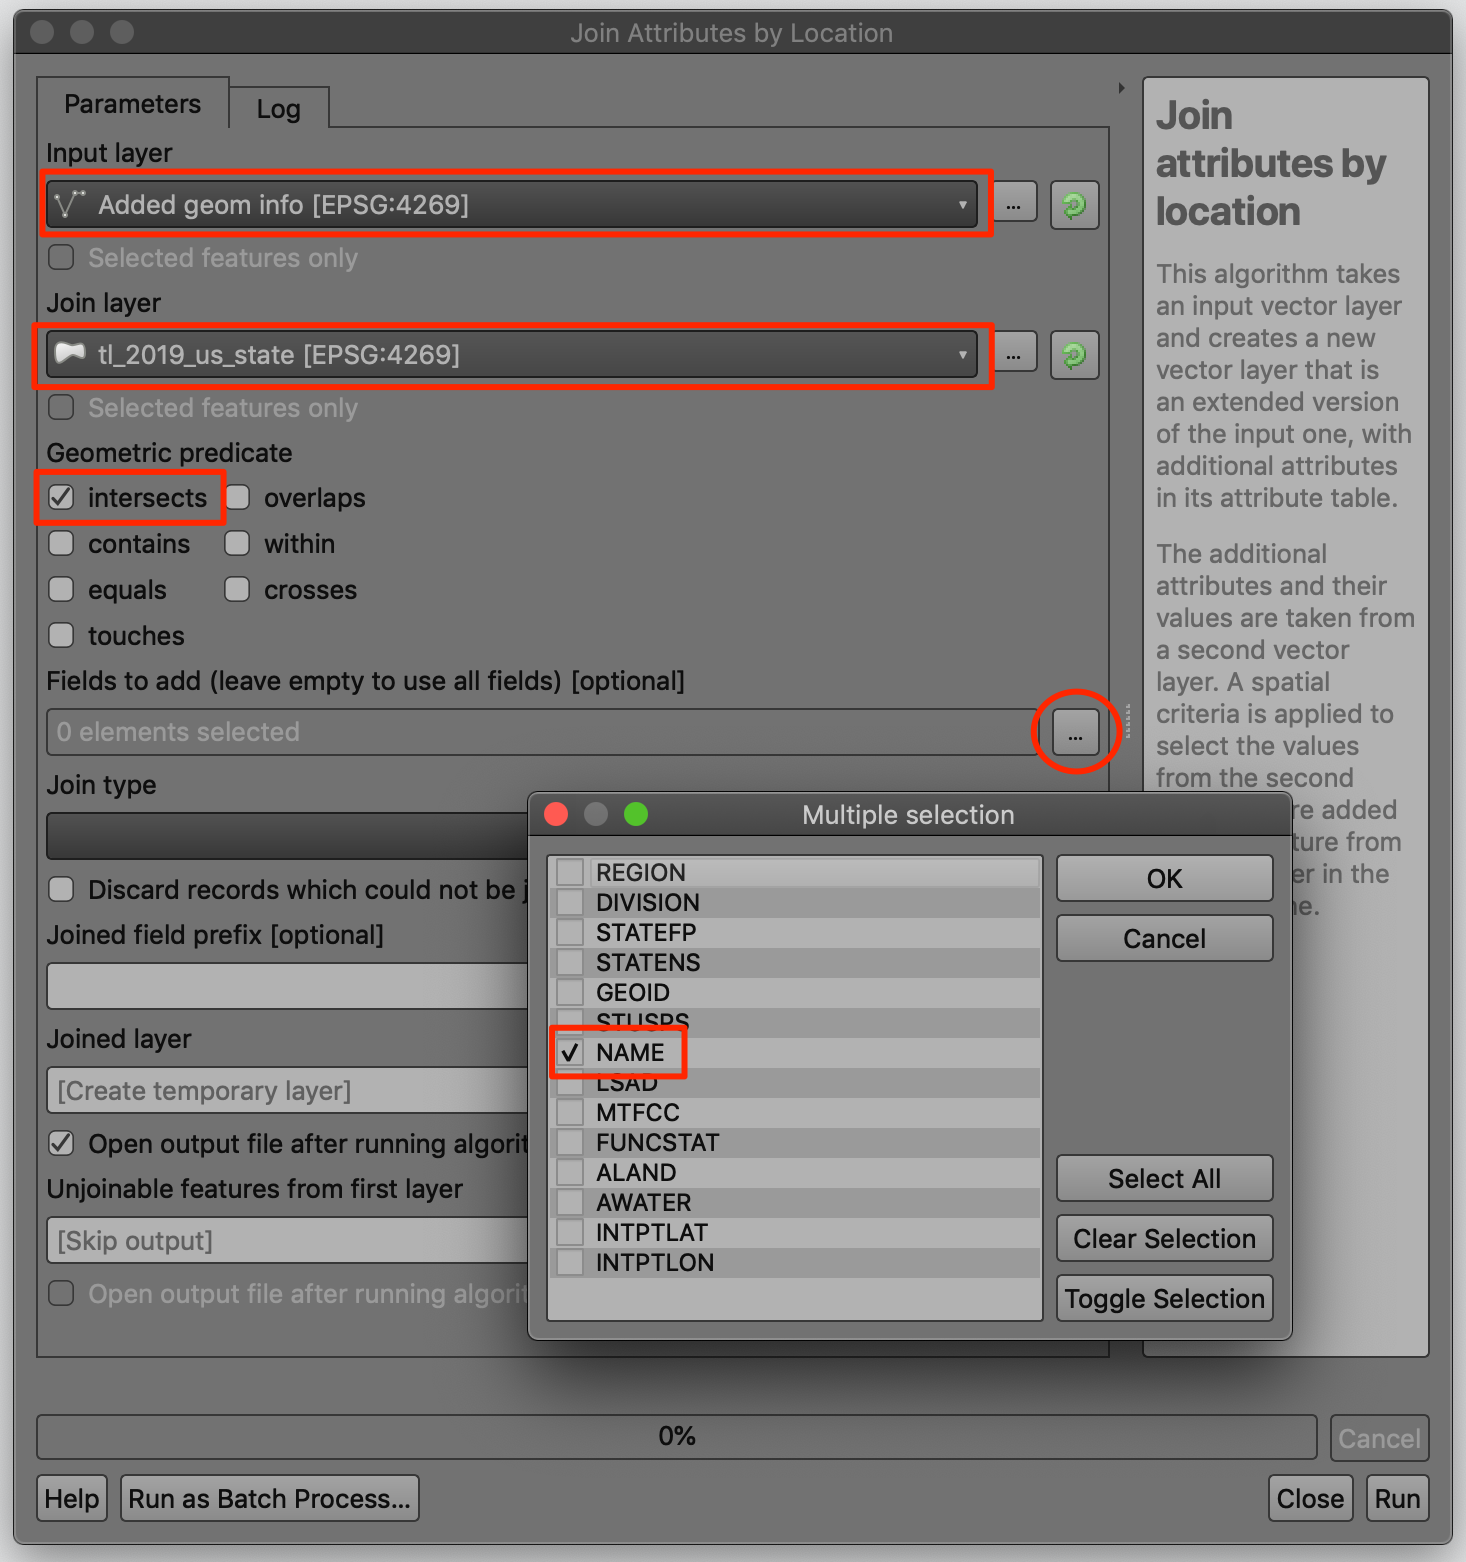 Join Attributes by Location
Parameters
Log
Input layer
Added geom info [EPSG:4269]
...
Selected features only
Join layer
tl_2019_us_state [EPSG:4269]
...
Selected features only
Geometric predicate
intersects
overlaps
contains
within
equals
crosses
touches
Fields to add (leave empty to use all fields) [optional]
0 elements selected
...
Join type
Discard records which could not be
Joined field prefix [optional]
Joined layer
[Create temporary layer]
Open output file after running algorit
Unjoinable features from first layer
[Skip output]
Open output file after running algorit
Multiple selection
REGION
DIVISION
STATEFP
STATENS
GEOID
STUSPS
NAME
LSAD
MTFCC
FUNCSTAT
ALAND
AWATER
INTPTLAT
INTPTLON
OK
Cancel
Select All
Clear Selection
Toggle Selection
Join
attributes by
location
This algorithm takes
an input vector layer
and creates a new
vector layer that is
an extended version
of the input one, with
additional attributes
in its attribute table.
The additional
attributes and their
values are taken from
a second vector
layer. A spatial
criteria is applied to
select the values
from the second
re added
ture from
er in the
e.
0%
Cancel
Help
Run as Batch Process...
Close
Run